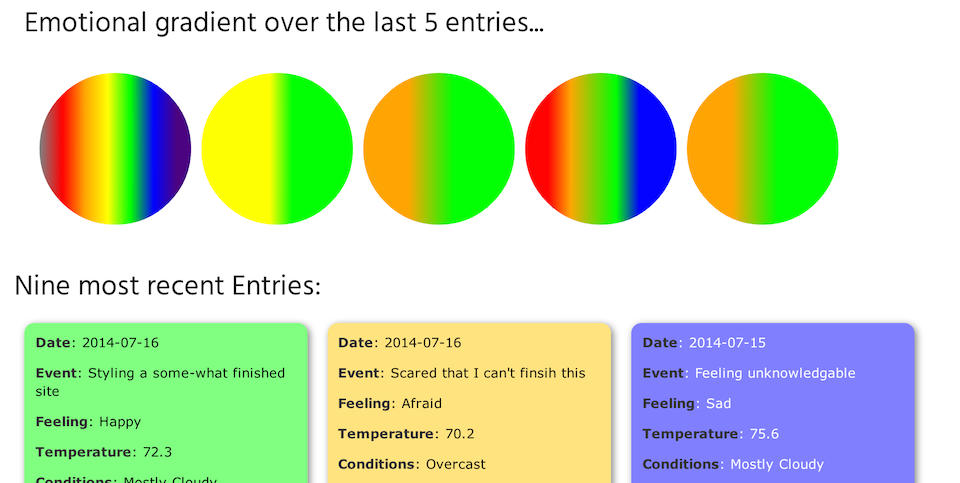 Emotional gradient over the last 5 entries...
Nine most recent Entries:
Date: 2014-07-16
Event: Styling a some-what finished
site
Feeling: Happy
Temperature: 72.3
Conditions: Mostly Cloudy
Date: 2014-07-16
Event: Scared that I can't finsih this
Feeling: Afraid
Temperature: 70.2
Conditions: Overcast
Date: 2014-07-15
Event: Feeling unknowledgable
Feeling: Sad
Temperature: 75.6
Conditions: Mostly Cloudy